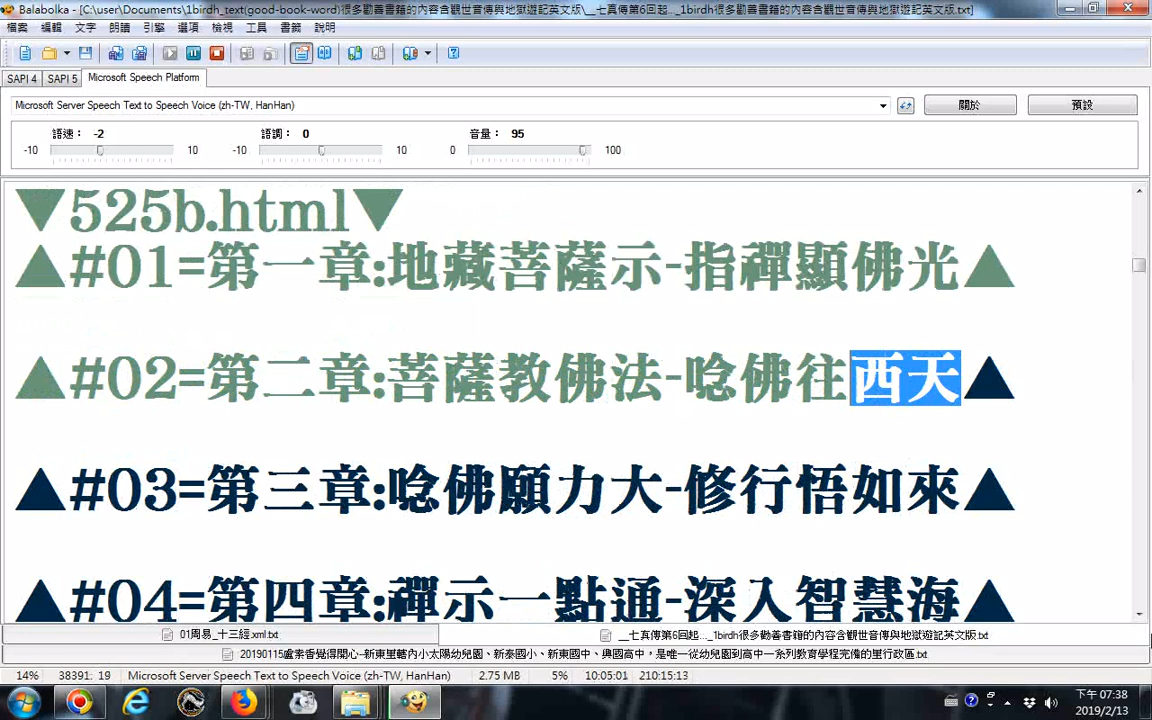 Balabolka - [C:\user\Documents\1birdh_text(good-book-word)很多勸善書籍的內容含觀世音傳與地獄遊記英文版\__七真傳第6回起..._1birdh很多勸善書籍的內容含觀世音傳與地獄遊記英文版.txt]
檔案 編輯 文字 朗讀 引擎 選項 檢視 工具 書籤 說明
SAPI 4 SAPI 5 Microsoft Speech Platform
Microsoft Server Speech Text to Speech Voice (zh-TW, HanHan) 關於 預設
語速： -2 語調： 0 音量： 95
-10 10 -10 10 0 100
▼525b.html▼
▲#01=第一章:地藏菩薩示-指禪顯佛光▲
▲#02=第二章:菩薩教佛法-唸佛往西天▲
▲#03=第三章:唸佛願力大-修行悟如來▲
▲#04=第四章:禪示一點通-深入智慧海▲
01周易_十三經.xml.txt __七真傳第6回起..._1birdh很多勸善書籍的內容含觀世音傳與地獄遊記英文版.txt
20190115盧素香覺得開心~新東里轄內小太陽幼兒園、新泰國小、新東國中、興國高中，是唯一從幼兒園到高中一系列教育學程完備的里行政區.txt
14% 38391: 19 Microsoft Server Speech Text to Speech Voice (zh-TW, HanHan) 2.75 MB 5% 10:05:01 210:15:13
下午 07:38
2019/2/13